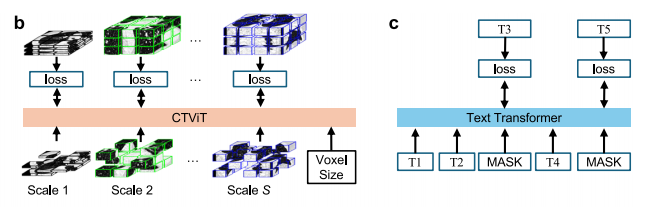 b
c
...
T3
T5
loss
loss
...
loss
loss
loss
CTViT
Text Transformer
...
Voxel
Size
T1
T2
MASK
T4
MASK
Scale 1
Scale 2
Scale S